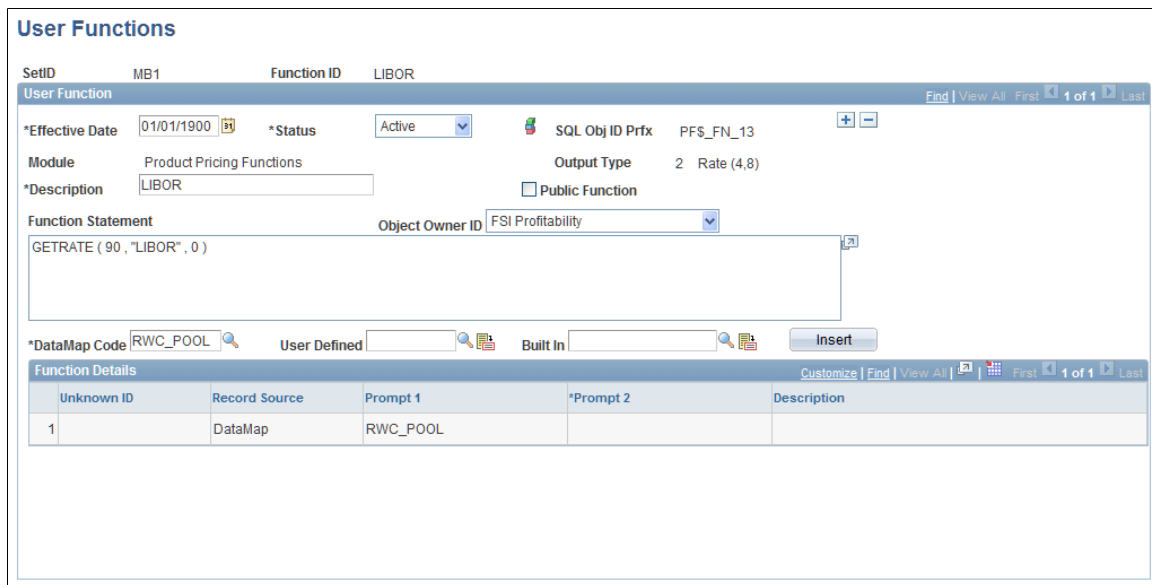 User Functions
SetID MB1 Function ID LIBOR
User Function Find | View All First 1 of 1 Last
*Effective Date 01/01/1900 31 *Status Active SQL Obj ID Prfx PF$_FN_13
Module Product Pricing Functions Output Type 2 Rate (4,8)
*Description LIBOR Public Function
Function Statement Object Owner ID FSI Profitability
GETRATE ( 90 , "LIBOR" , 0 )
*DataMap Code RWC_POOL User Defined Built In Insert
Function Details Customize | Find | View All | | First 1 of 1 Last
Unknown ID Record Source Prompt 1 *Prompt 2 Description
1 DataMap RWC_POOL